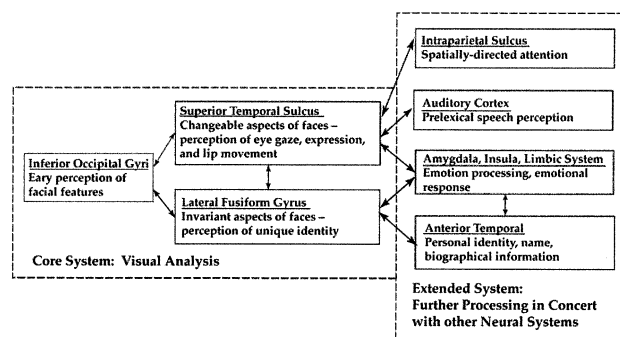 Inferior Occipital Gyri
Eary perception of
facial features
Superior Temporal Sulcus
Changeable aspects of faces –
perception of eye gaze, expression,
and lip movement
Lateral Fusiform Gyrus
Invariant aspects of faces –
perception of unique identity
Core System: Visual Analysis
Intraparietal Sulcus
Spatially-directed attention
Auditory Cortex
Prelexical speech perception
Amygdala, Insula, Limbic System
Emotion processing, emotional
response
Anterior Temporal
Personal identity, name,
biographical information
Extended System:
Further Processing in Concert
with other Neural Systems